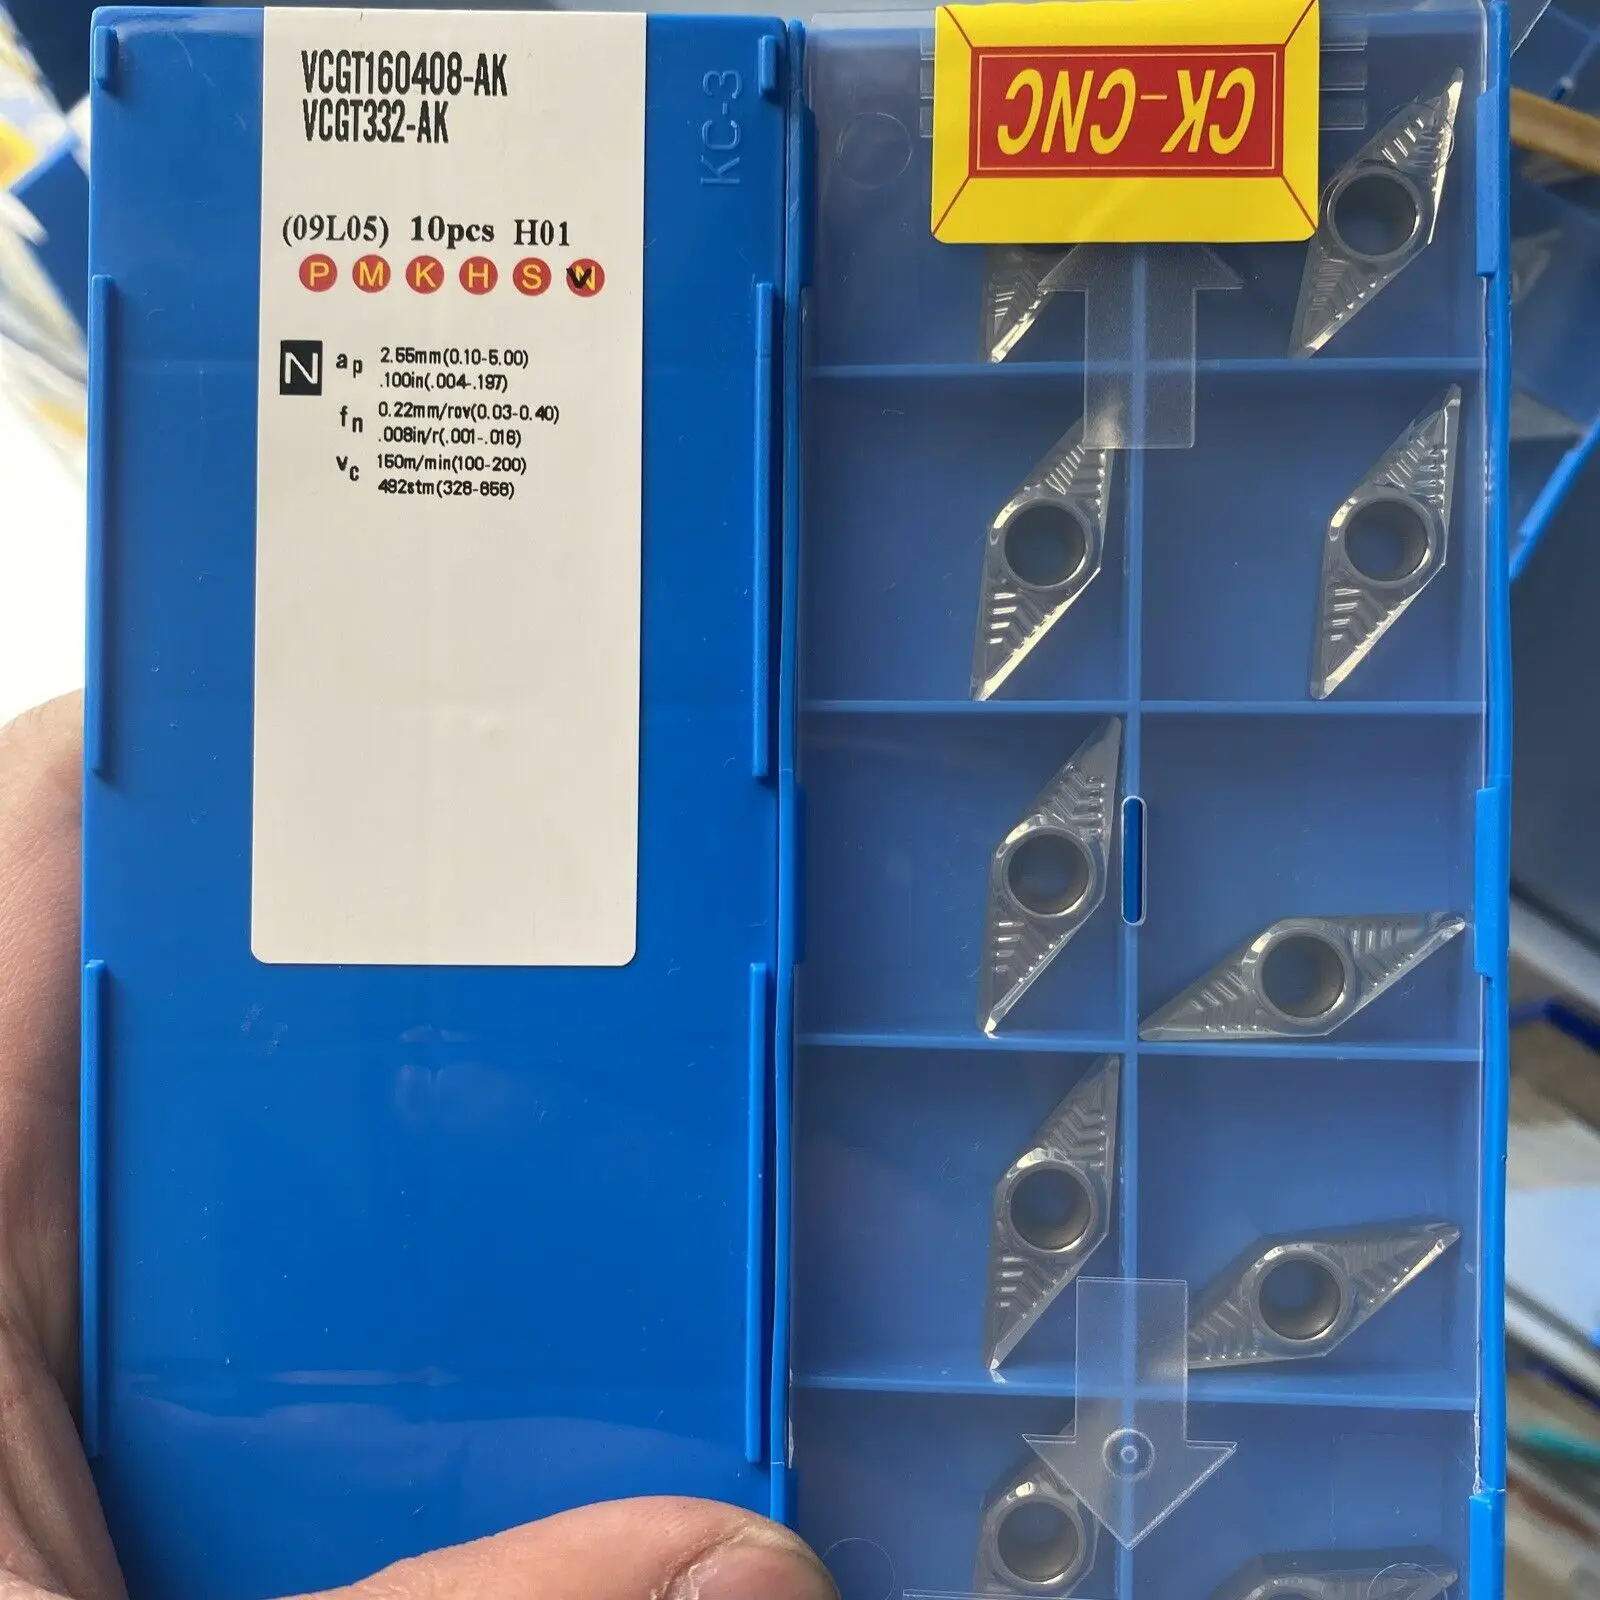 VCGT160408-AK
VCGT332-AK
(09L05) 10pcs H01
P M K H S N
N ap 2.55mm(0.10-5.00)
.100in(.004-.197)
fn 0.22mm/rov(0.03-0.40)
.008in/r(.001-.016)
vc 150m/min(100-200)
492stm(328-656)
KC-3
CK-CNC